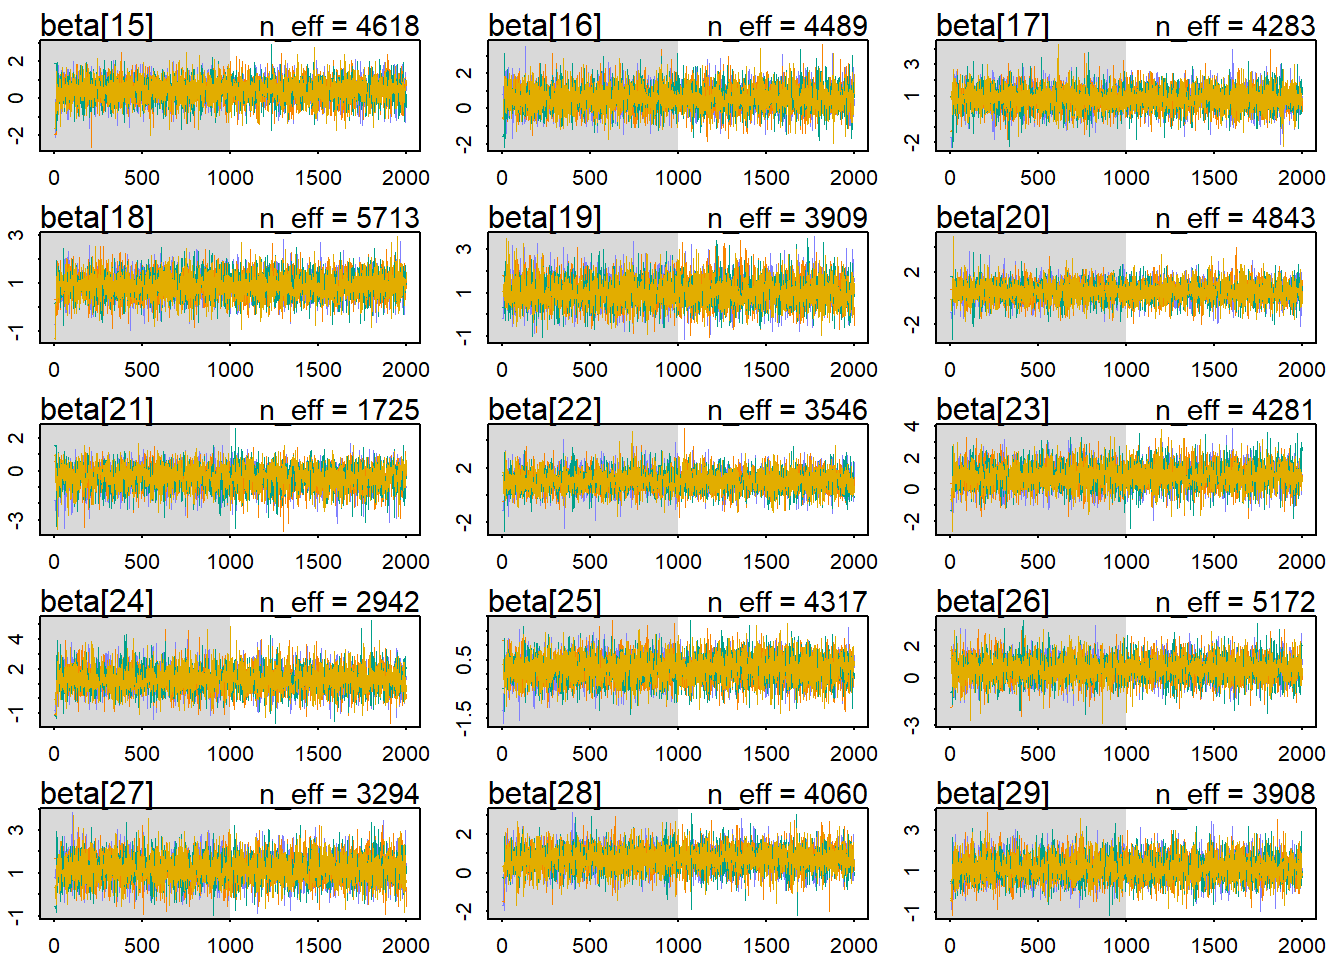 beta[15] n_eff = 4618 beta[16] n_eff = 4489 beta[17] n_eff = 4283
2 0 -2
2 0 -2
3 1 -2
0 500 1000 1500 2000 0 500 1000 1500 2000 0 500 1000 1500 2000
beta[18] n_eff = 5713 beta[19] n_eff = 3909 beta[20] n_eff = 4843
3 1 -1
3 1 -1
2 -2
0 500 1000 1500 2000 0 500 1000 1500 2000 0 500 1000 1500 2000
beta[21] n_eff = 1725 beta[22] n_eff = 3546 beta[23] n_eff = 4281
2 0 -3
2 -2
4 2 0 -2
0 500 1000 1500 2000 0 500 1000 1500 2000 0 500 1000 1500 2000
beta[24] n_eff = 2942 beta[25] n_eff = 4317 beta[26] n_eff = 5172
4 2 -1
0.5 -1.5
2 0 -3
0 500 1000 1500 2000 0 500 1000 1500 2000 0 500 1000 1500 2000
beta[27] n_eff = 3294 beta[28] n_eff = 4060 beta[29] n_eff = 3908
3 1 -1
2 0 -2
3 1 -1
0 500 1000 1500 2000 0 500 1000 1500 2000 0 500 1000 1500 2000